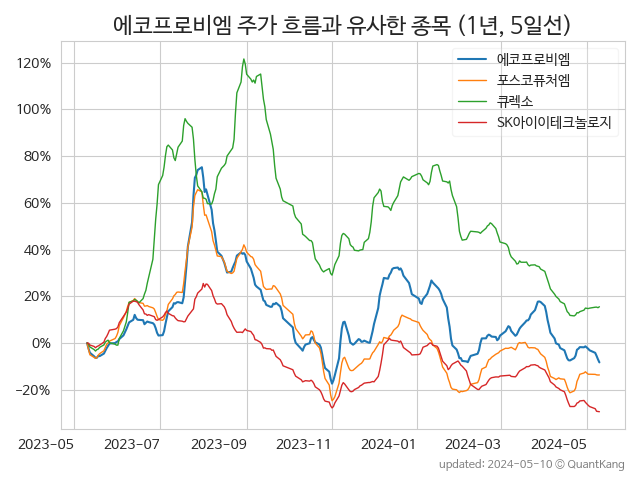 에코프로비엠 주가 흐름과 유사한 종목 (1년, 5일선)
에코프로비엠
포스코퓨처엠
큐렉소
SK아이이테크놀로지
120%
100%
80%
60%
40%
20%
0%
−20%
2023-05 2023-07 2023-09 2023-11 2024-01 2024-03 2024-05
updated: 2024-05-10 © QuantKang